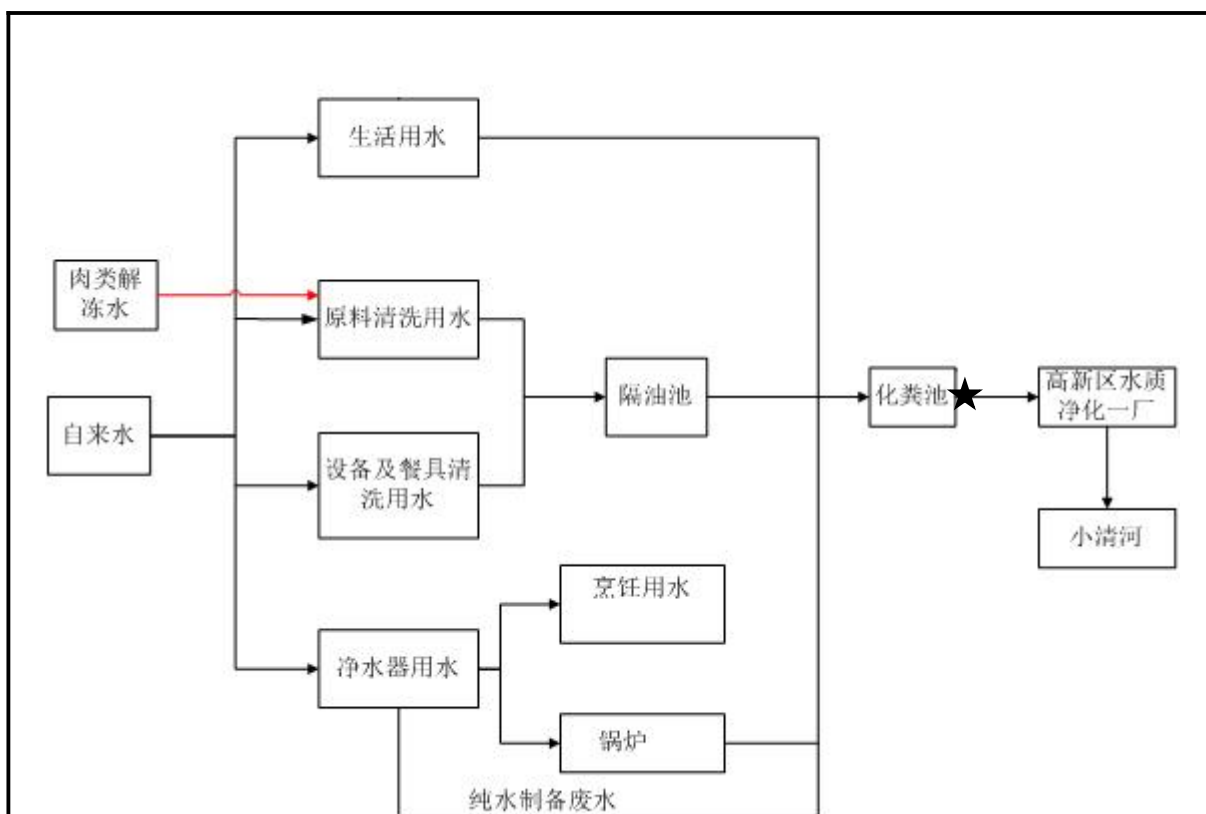 生活用水
肉类解
冻水
原料清洗用水
自来水
设备及餐具清
洗用水
隔油池
化粪池
高新区水质
净化一厂
小清河
净水器用水
烹饪用水
锅炉
纯水制备废水